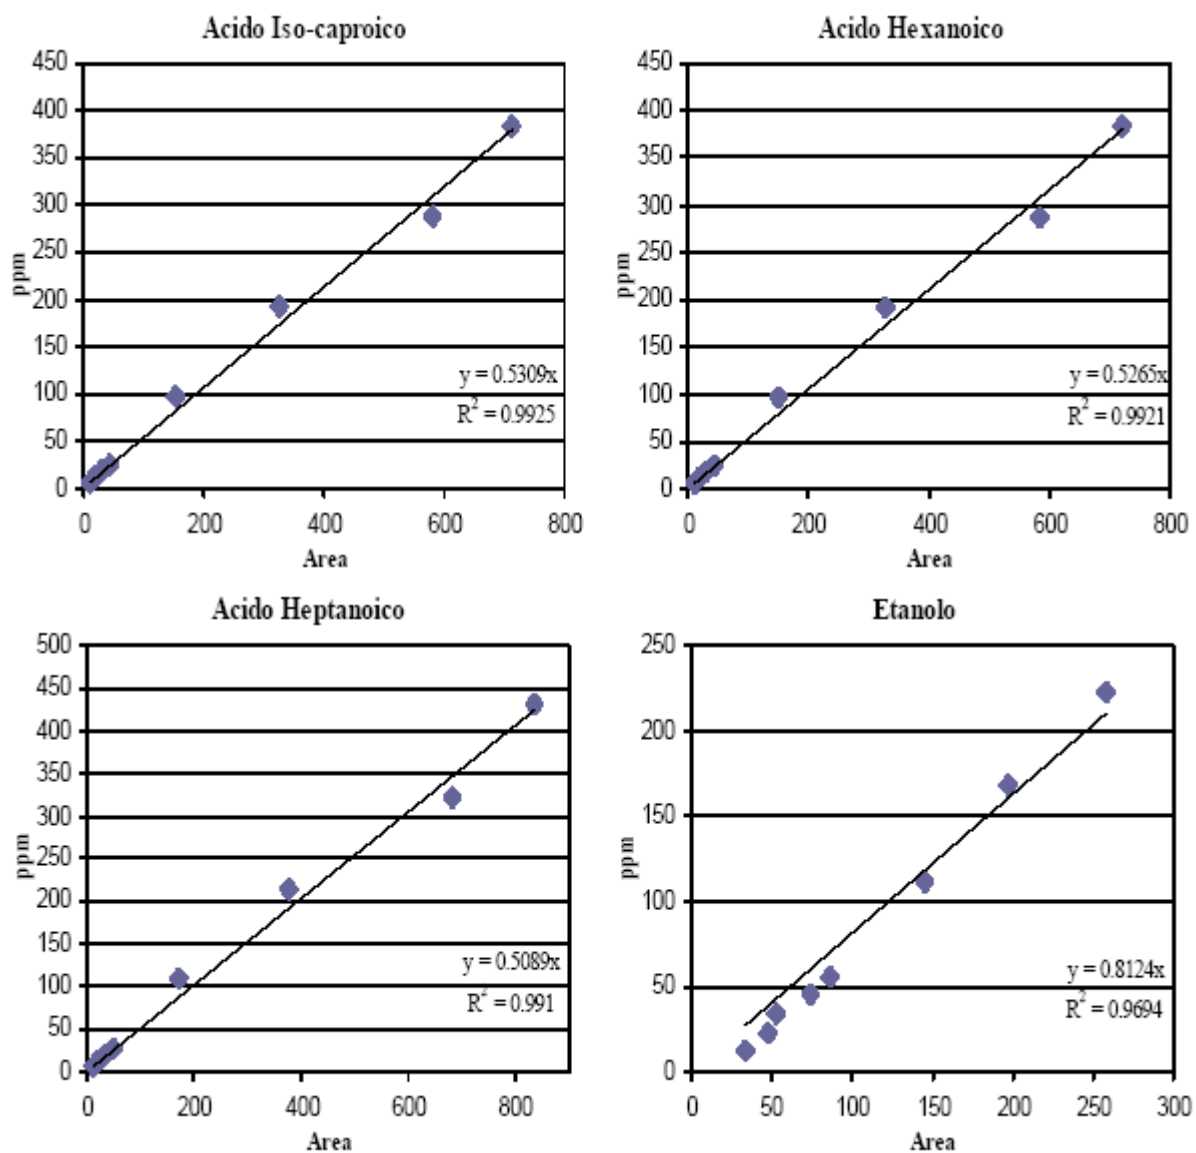 Acido Iso-caproico
450
400
350
300
250
200
150
100
50
0
ppm
y = 0.5309x
R² = 0.9925
0 200 400 600 800
Area
Acido Hexanoico
450
400
350
300
250
200
150
100
50
0
ppm
y = 0.5265x
R² = 0.9921
0 200 400 600 800
Area
Acido Heptanoico
500
450
400
350
300
250
200
150
100
50
0
ppm
y = 0.5089x
R² = 0.991
0 200 400 600 800
Area
Etanolo
250
200
150
100
50
0
ppm
y = 0.8124x
R² = 0.9694
0 50 100 150 200 250 300
Area